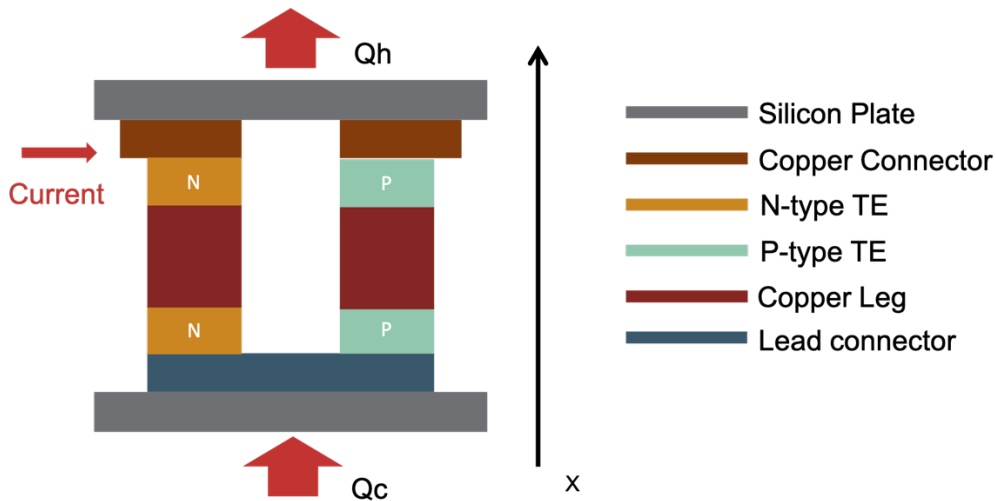 Qh
Current
N
P
N
P
Qc
x
Silicon Plate
Copper Connector
N-type TE
P-type TE
Copper Leg
Lead connector